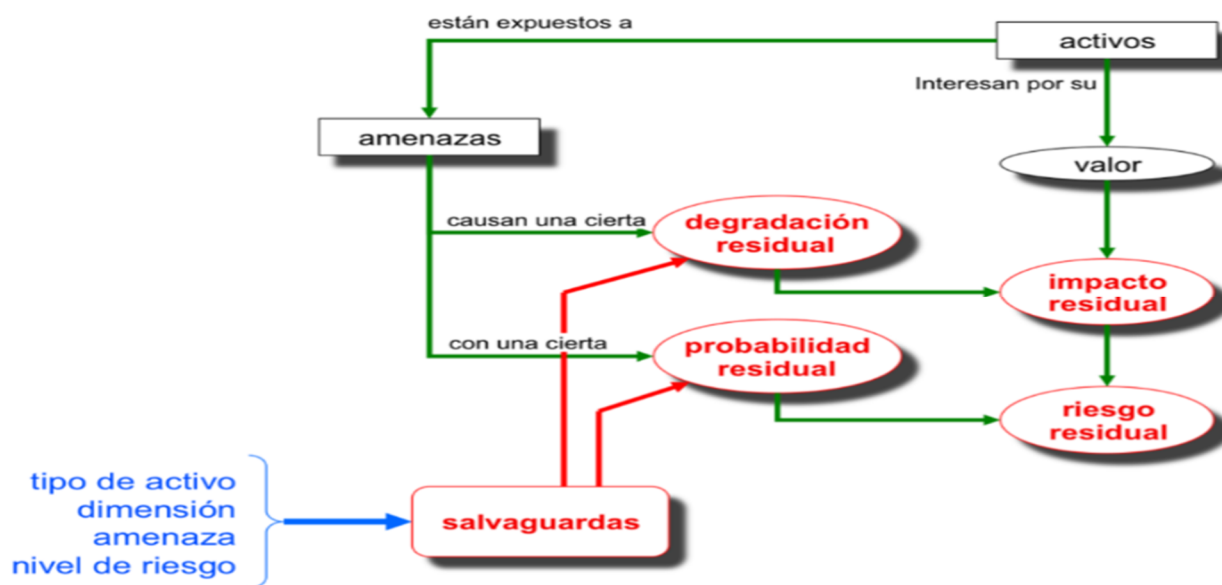 están expuestos a
activos
Interesan por su
amenazas
valor
causan una cierta
degradación
residual
impacto
residual
con una cierta
probabilidad
residual
riesgo
residual
tipo de activo
dimensión
amenaza
nivel de riesgo
salvaguardas